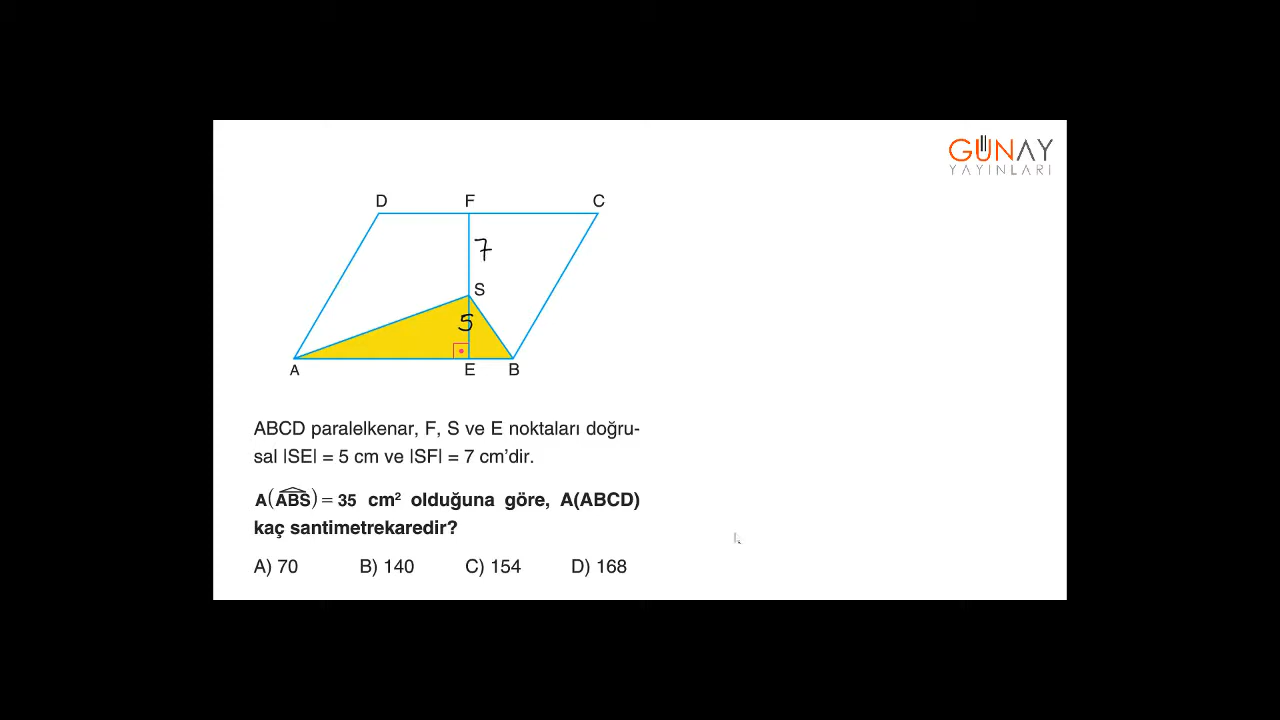 GÜNAY
YAYINLARI
D F C
7
S
5
A E B
ABCD paralelkenar, F, S ve E noktaları doğru-
sal |SE| = 5 cm ve |SF| = 7 cm'dir.
A(ABS) = 35 cm² olduğuna göre, A(ABCD)
kaç santimetrekaredir?
A) 70 B) 140 C) 154 D) 168